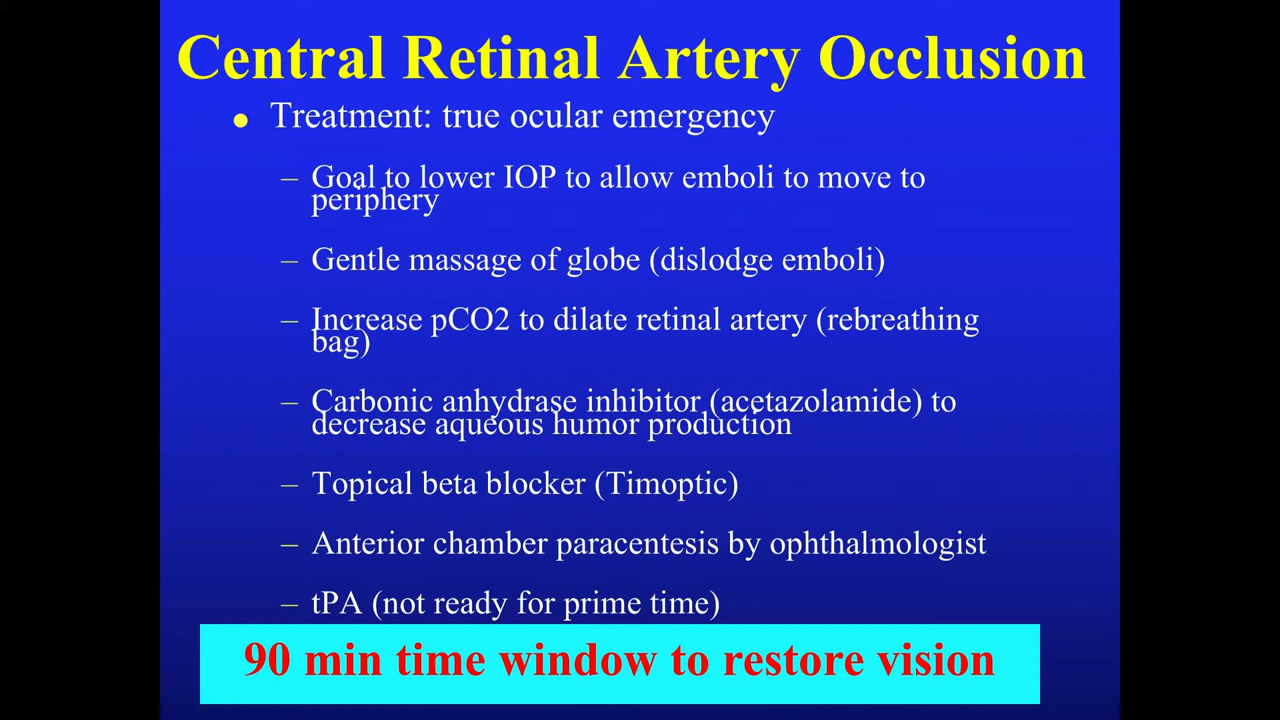 Central Retinal Artery Occlusion
• Treatment: true ocular emergency
– Goal to lower IOP to allow emboli to move to
periphery
– Gentle massage of globe (dislodge emboli)
– Increase pCO2 to dilate retinal artery (rebreathing
bag)
– Carbonic anhydrase inhibitor (acetazolamide) to
decrease aqueous humor production
– Topical beta blocker (Timoptic)
– Anterior chamber paracentesis by ophthalmologist
– tPA (not ready for prime time)
90 min time window to restore vision